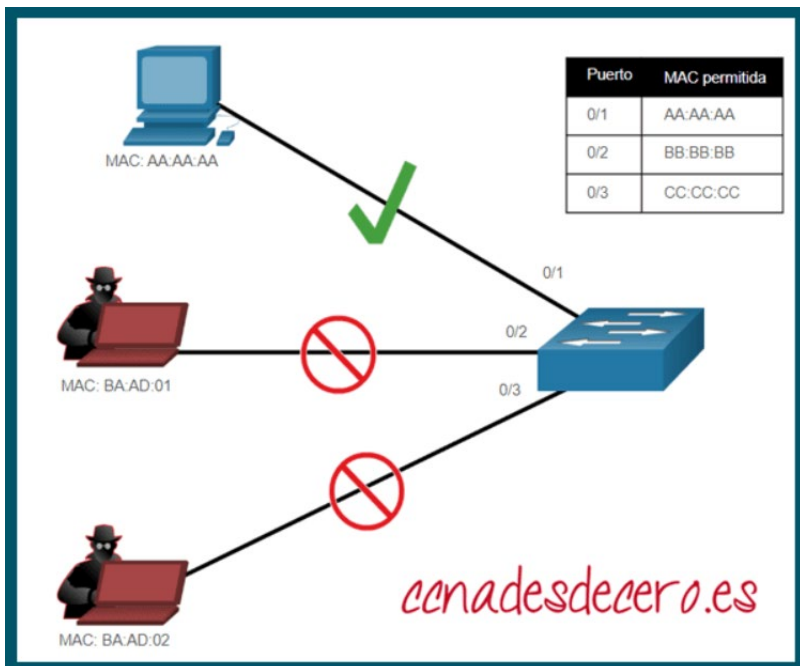 Puerto MAC permitida
0/1 AA:AA:AA
0/2 BB:BB:BB
0/3 CC:CC:CC
MAC: AA:AA:AA
0/1
0/2
MAC: BA:AD:01
0/3
MAC: BA:AD:02
ccnadesdecero.es